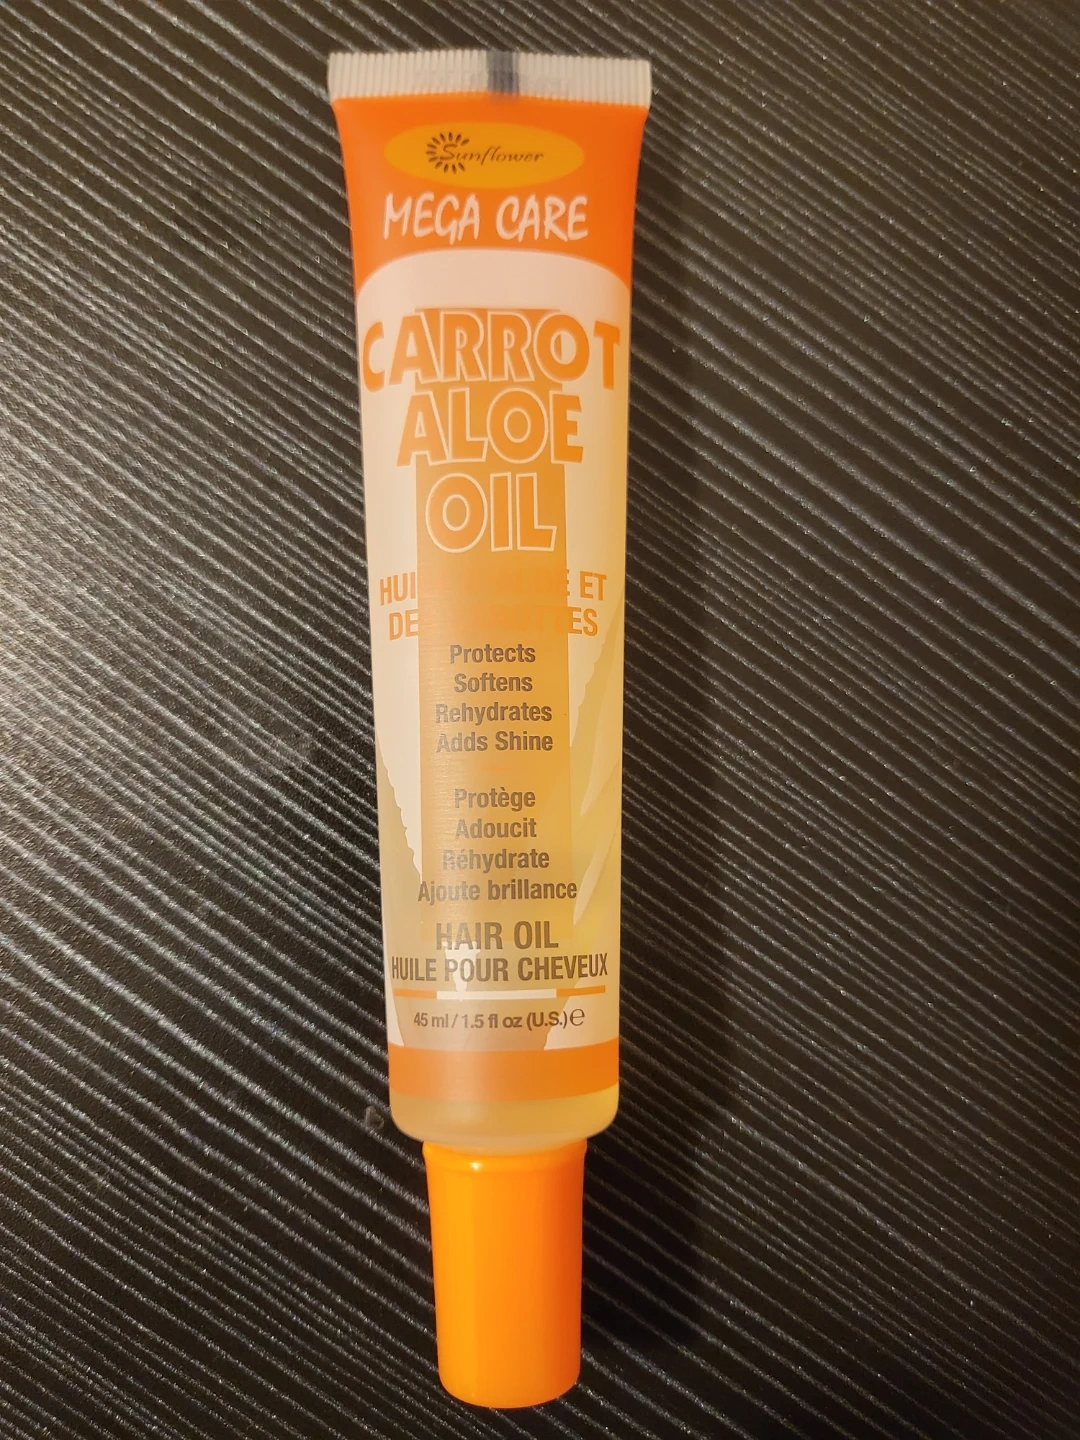 Sunflower
MEGA CARE
CARROT
ALOE
OIL
ET
Protects
Softens
Rehydrates
Adds Shine
Protège
Adoucit
Réhydrate
Ajoute brillance
HAIR OIL
HUILE POUR CHEVEUX
45 ml / 1.5 fl oz (U.S.) ℮